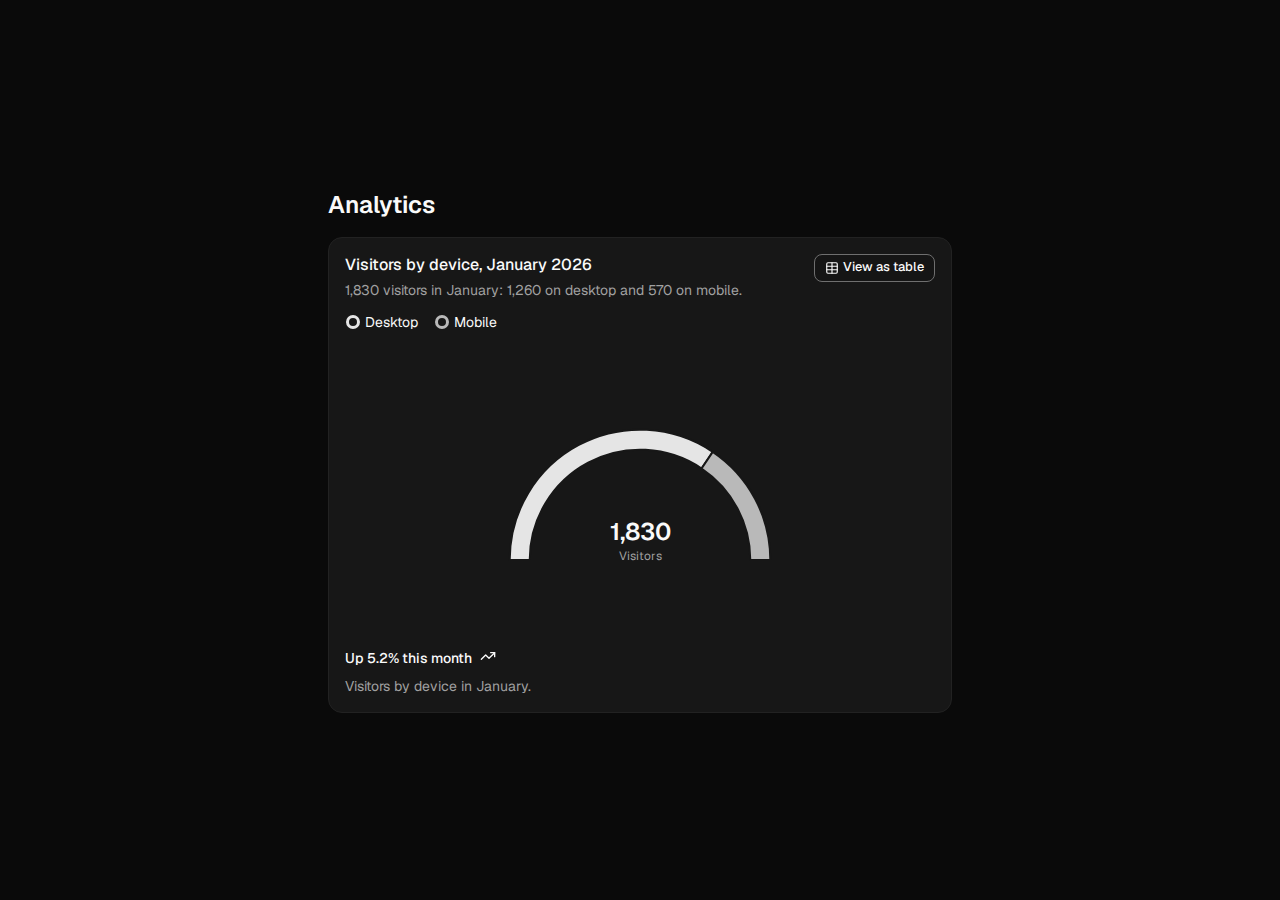 Analytics
Visitors by device, January 2026
View as table
1,830 visitors in January: 1,260 on desktop and 570 on mobile.
Desktop
Mobile
1,830
Visitors
Up 5.2% this month
Visitors by device in January.